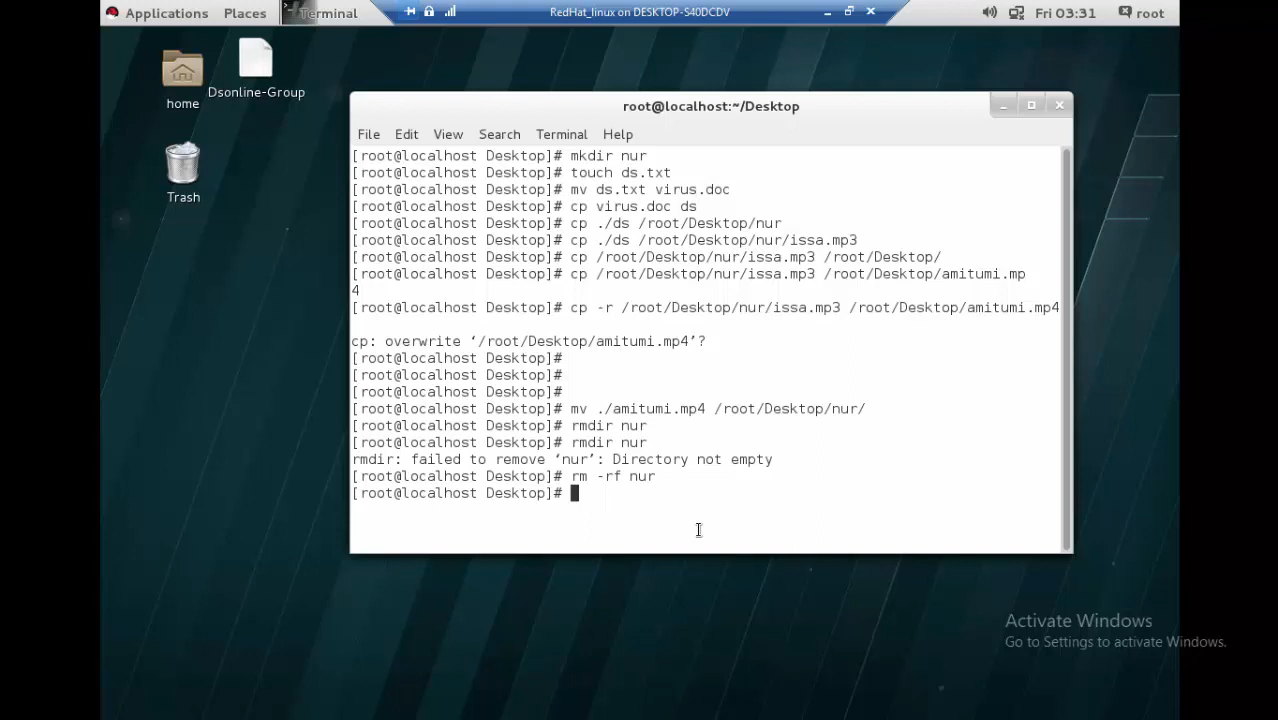 Applications Places Terminal
RedHat_linux on DESKTOP-S40DCDV
Fri 03:31 root
home
Dsonline-Group
Trash
root@localhost:~/Desktop
File Edit View Search Terminal Help
[root@localhost Desktop]# mkdir nur
[root@localhost Desktop]# touch ds.txt
[root@localhost Desktop]# mv ds.txt virus.doc
[root@localhost Desktop]# cp virus.doc ds
[root@localhost Desktop]# cp ./ds /root/Desktop/nur
[root@localhost Desktop]# cp ./ds /root/Desktop/nur/issa.mp3
[root@localhost Desktop]# cp /root/Desktop/nur/issa.mp3 /root/Desktop/
[root@localhost Desktop]# cp /root/Desktop/nur/issa.mp3 /root/Desktop/amitumi.mp
4
[root@localhost Desktop]# cp -r /root/Desktop/nur/issa.mp3 /root/Desktop/amitumi.mp4
cp: overwrite ‘/root/Desktop/amitumi.mp4’?
[root@localhost Desktop]#
[root@localhost Desktop]#
[root@localhost Desktop]#
[root@localhost Desktop]# mv ./amitumi.mp4 /root/Desktop/nur/
[root@localhost Desktop]# rmdir nur
[root@localhost Desktop]# rmdir nur
rmdir: failed to remove ‘nur’: Directory not empty
[root@localhost Desktop]# rm -rf nur
[root@localhost Desktop]#
Activate Windows
Go to Settings to activate Windows.